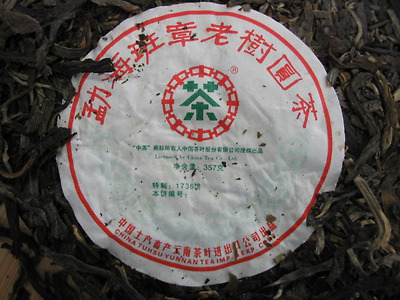 勐海班章老樹圓茶
®
茶
"中茶"商标所有人中国茶叶股份有限公司授权出品
Licensed by China Tea Co., Ltd.
净含量：357克
特制：1736饼
本饼编号：
中国土产畜产云南茶叶进出口公司出品
CHINA TUHSU YUNNAN TEA IMP. & EXP. CORP.